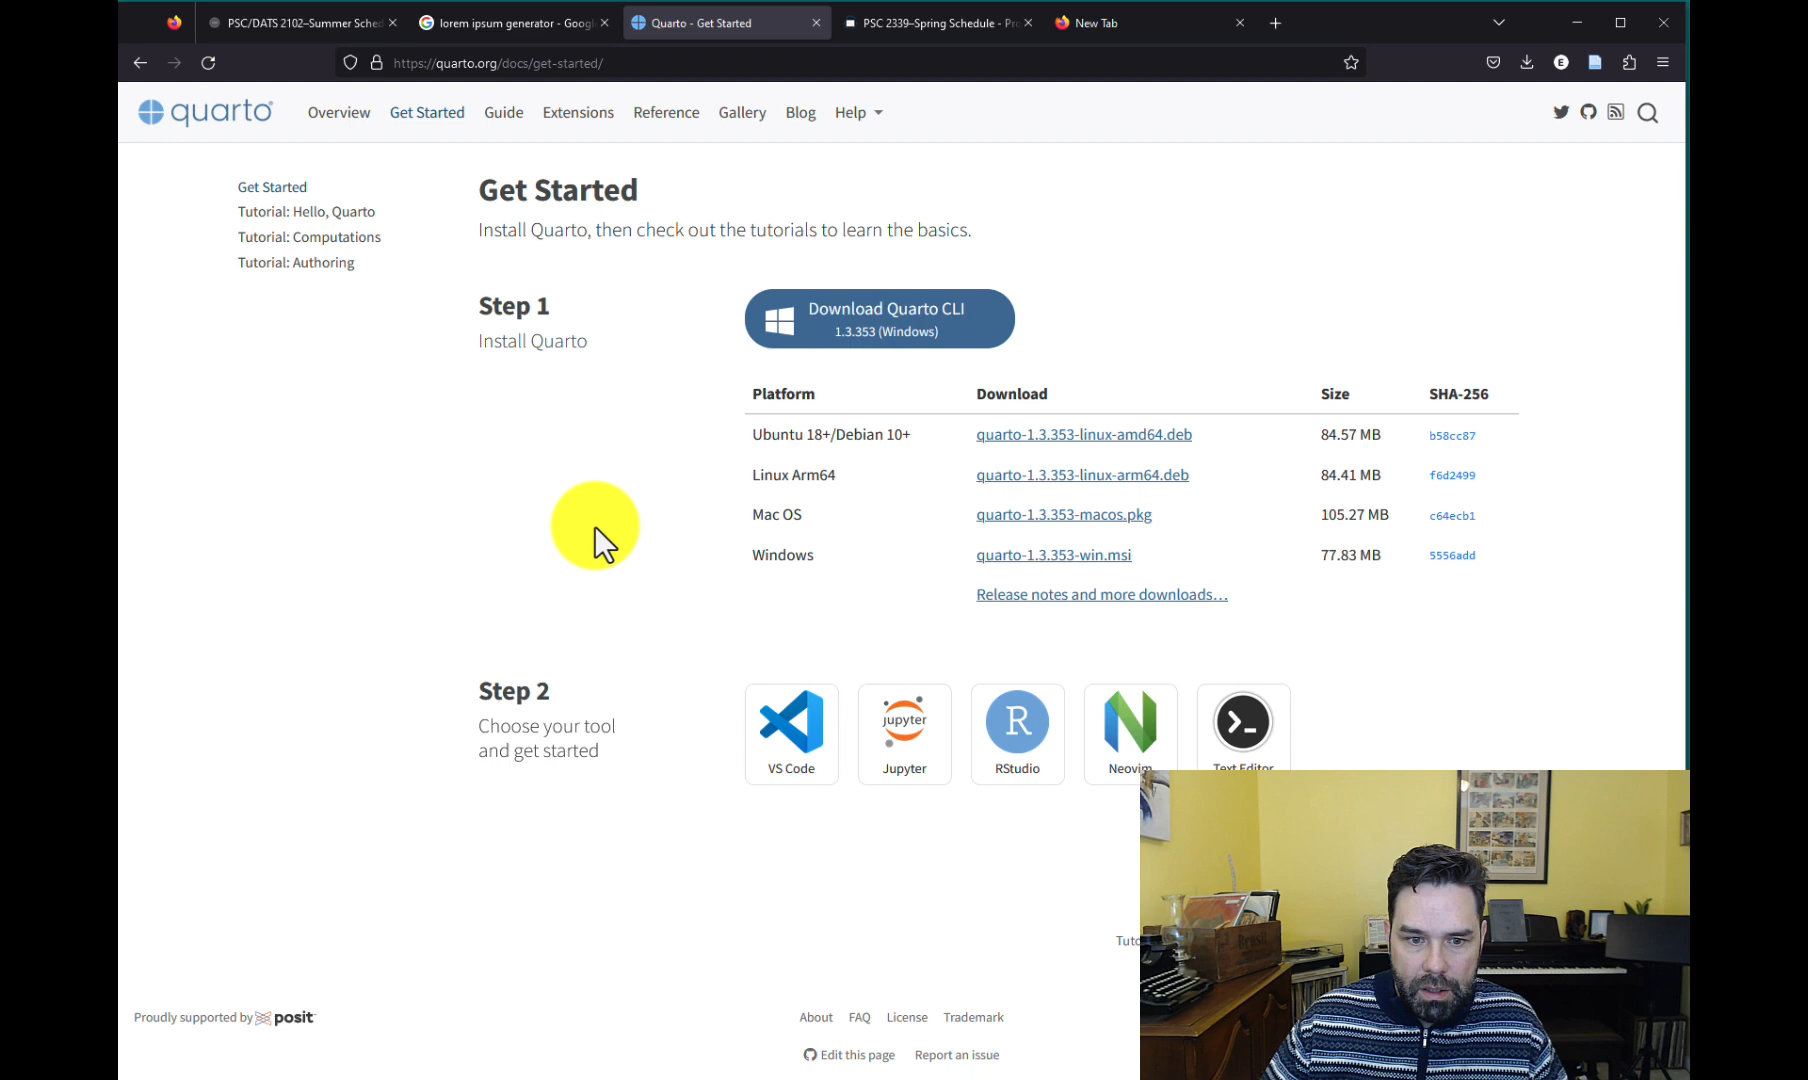 PSC/DATS 2102–Summer Sched
lorem ipsum generator - Googl
Quarto - Get Started
PSC 2339–Spring Schedule - Pr
New Tab
https://quarto.org/docs/get-started/
E
quarto
Overview
Get Started
Guide
Extensions
Reference
Gallery
Blog
Help
Get Started
Tutorial: Hello, Quarto
Tutorial: Computations
Tutorial: Authoring
Get Started
Install Quarto, then check out the tutorials to learn the basics.
Step 1
Install Quarto
Download Quarto CLI
1.3.353 (Windows)
Platform Download Size SHA-256
Ubuntu 18+/Debian 10+ quarto-1.3.353-linux-amd64.deb 84.57 MB b58cc87
Linux Arm64 quarto-1.3.353-linux-arm64.deb 84.41 MB f6d2499
Mac OS quarto-1.3.353-macos.pkg 105.27 MB c64ecb1
Windows quarto-1.3.353-win.msi 77.83 MB 5556add
Release notes and more downloads…
Step 2
Choose your tool
and get started
VS Code
jupyter
Jupyter
R
RStudio
Neovim
Text Editor
Tuto
Proudly supported by posit
About
FAQ
License
Trademark
Edit this page
Report an issue